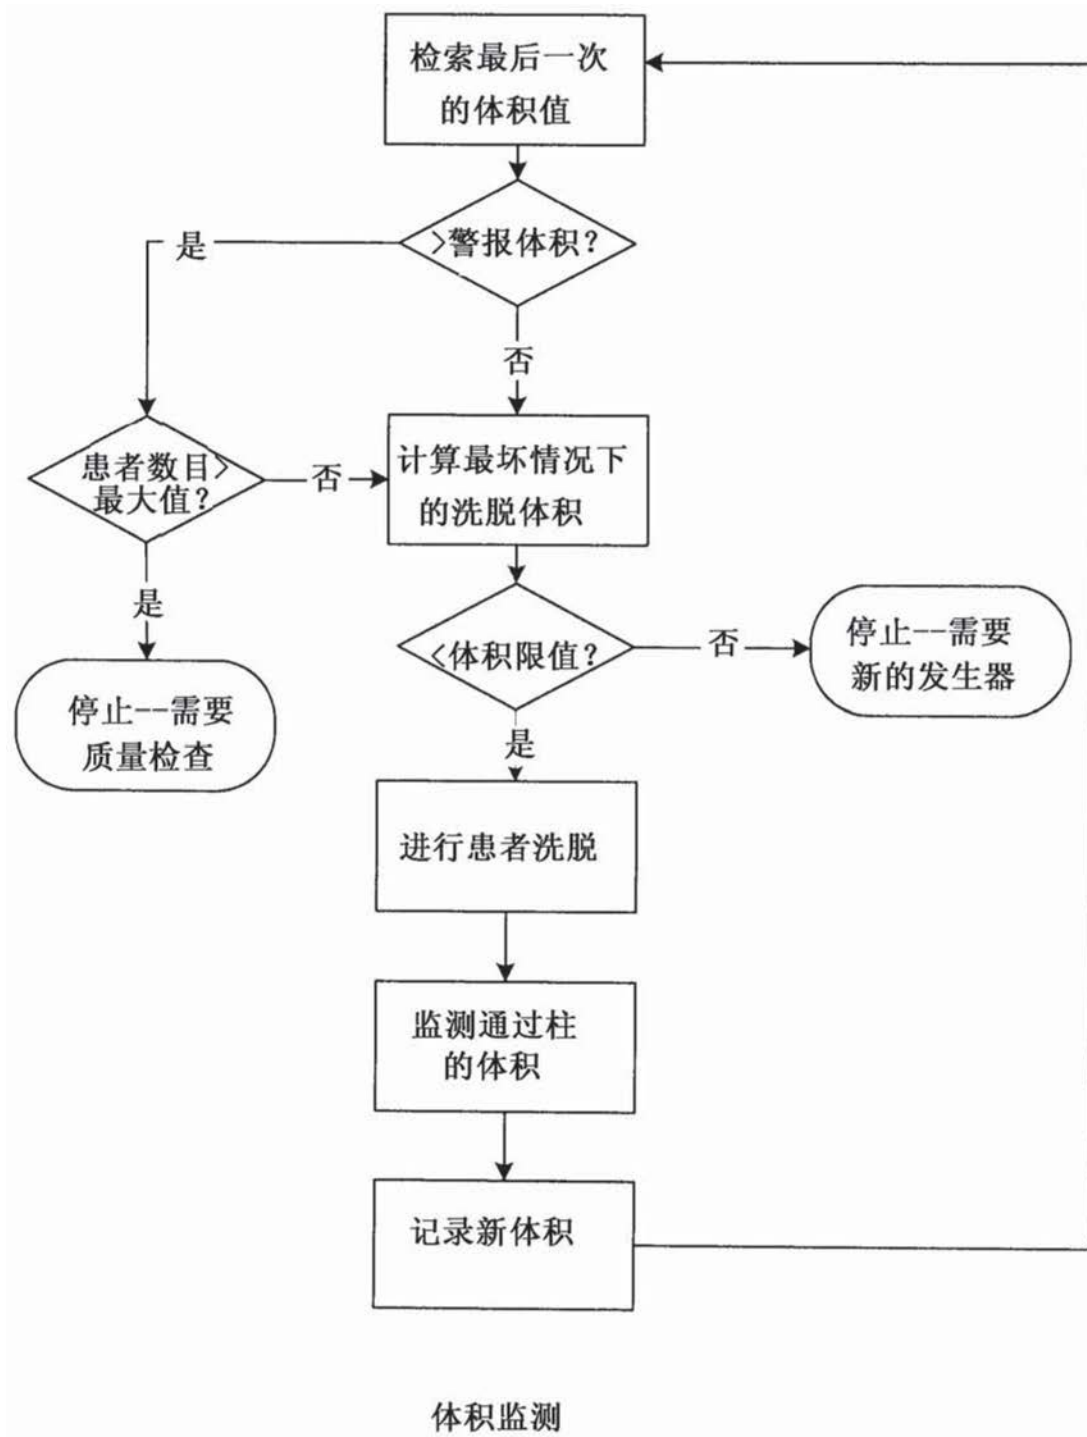 检索最后一次
的体积值
>警报体积?
是
否
患者数目>
最大值?
否
计算最坏情况下
的洗脱体积
是
<体积限值?
否
停止--需要
新的发生器
停止--需要
质量检查
是
进行患者洗脱
监测通过柱
的体积
记录新体积
体积监测